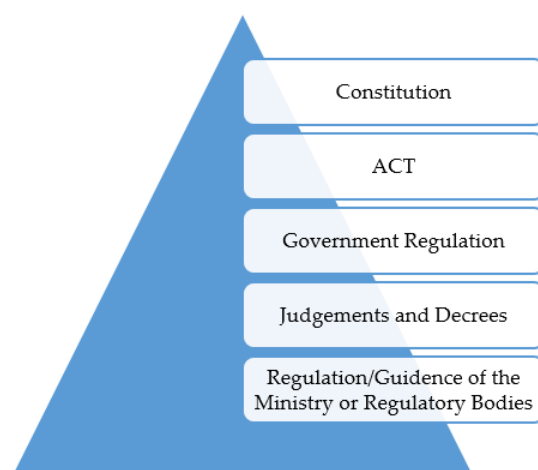 Constitution
ACT
Government Regulation
Judgements and Decrees
Regulation/Guidence of the
Ministry or Regulatory Bodies